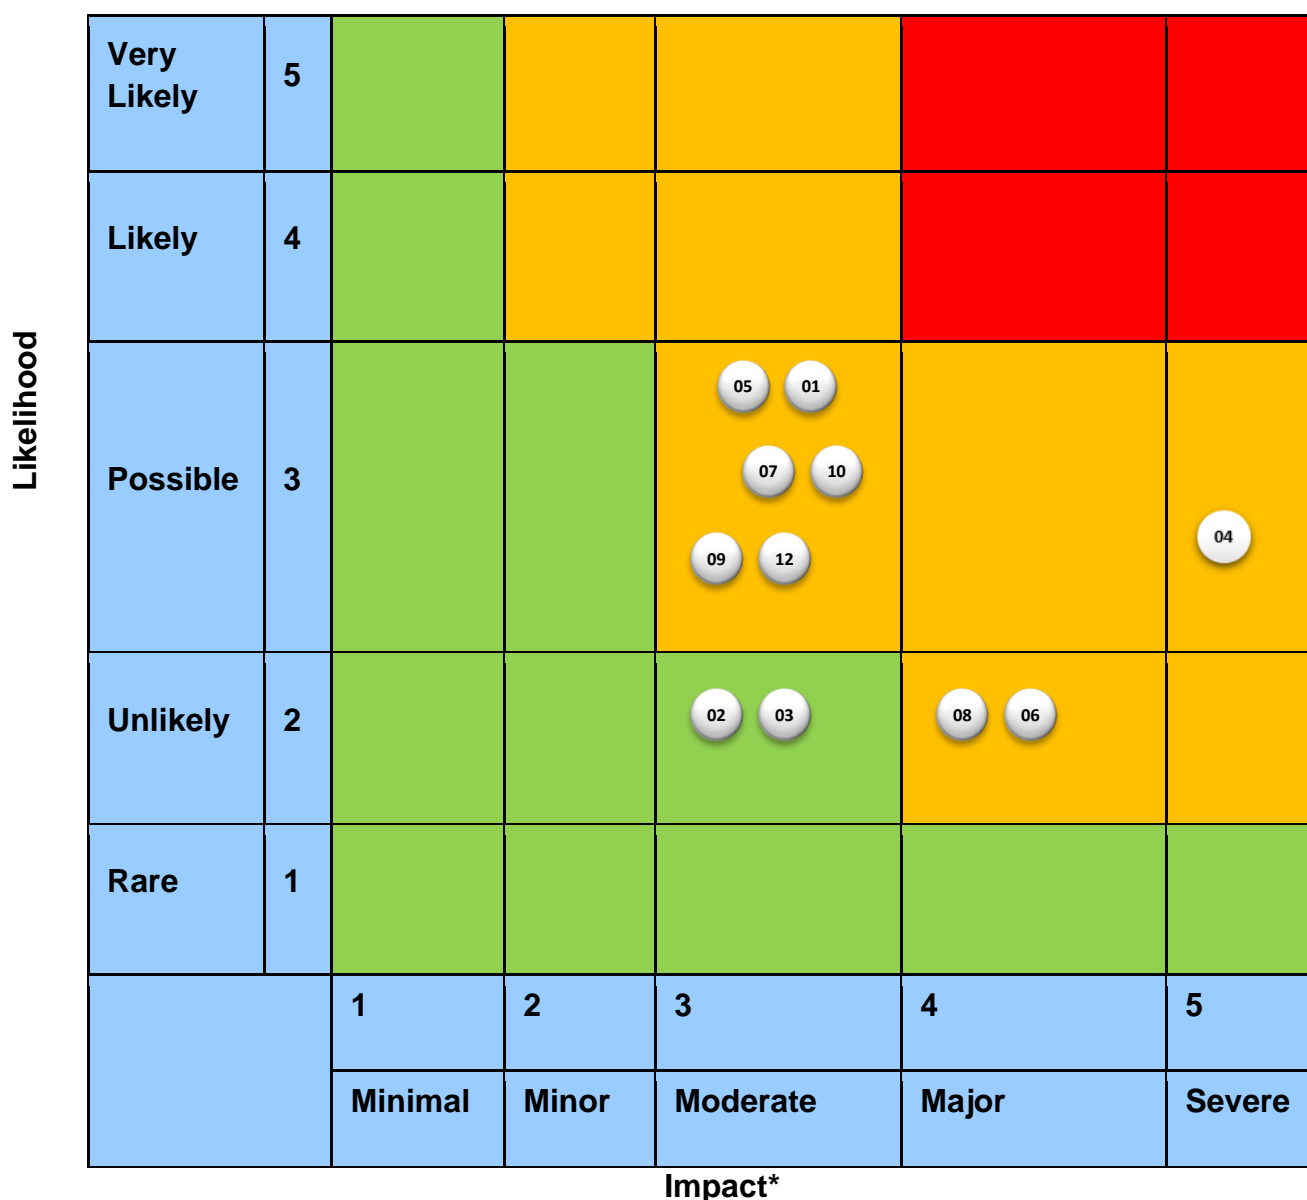 Very
Likely
5
Likely
4
Likelihood
Possible
3
05 01
07 10
09 12
04
Unlikely
2
02 03
08 06
Rare
1
1
2
3
4
5
Minimal
Minor
Moderate
Major
Severe
Impact*